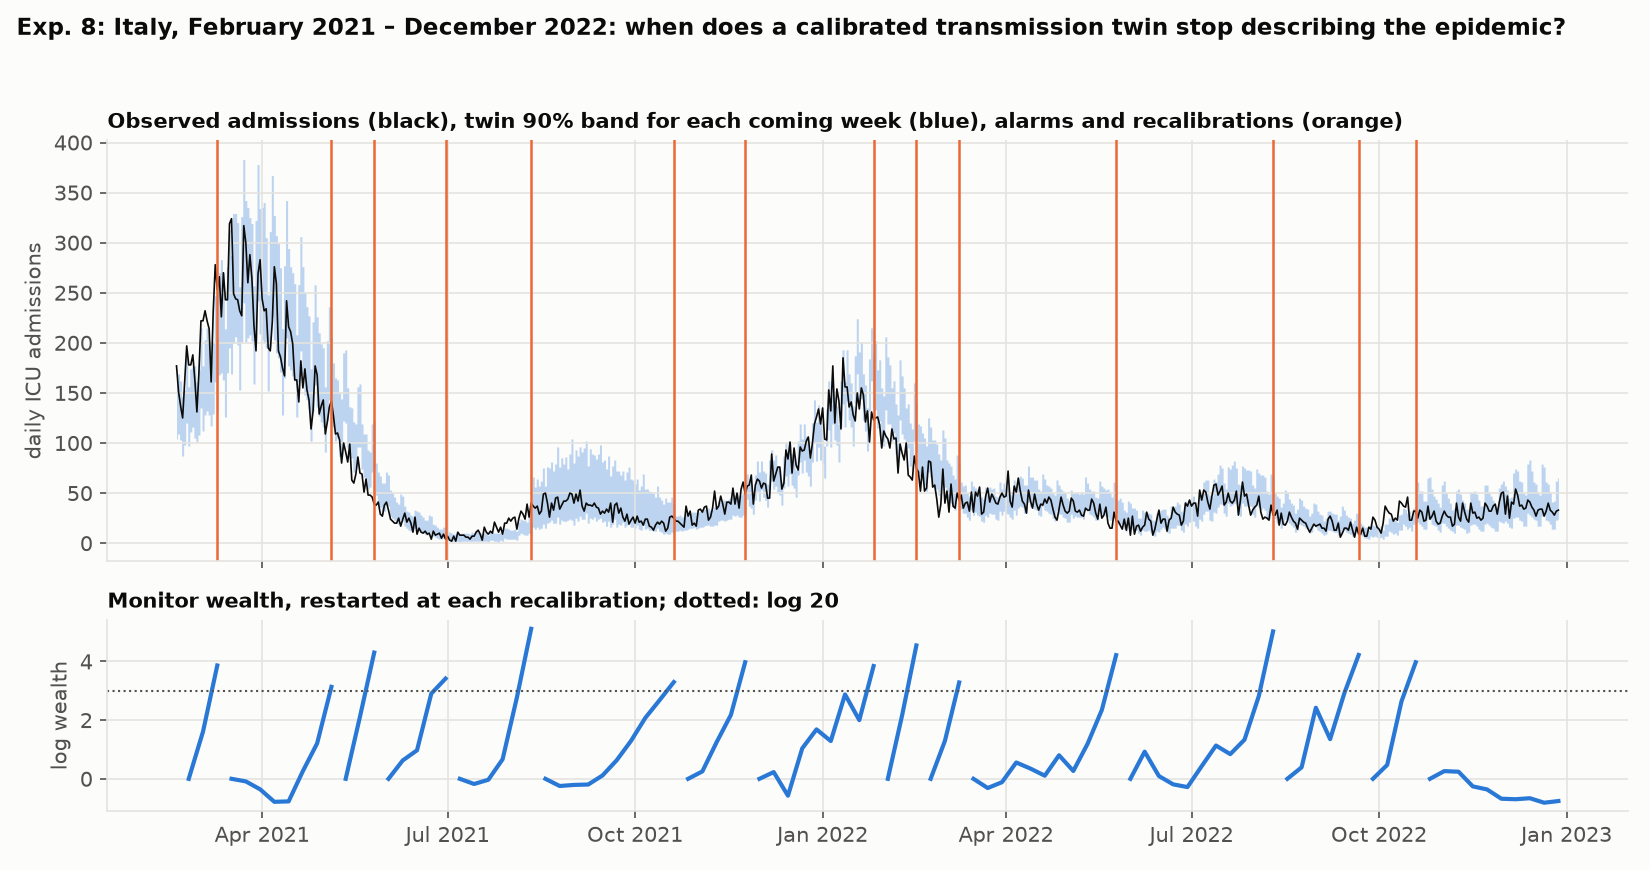 Exp. 8: Italy, February 2021 – December 2022: when does a calibrated transmission twin stop describing the epidemic?
Observed admissions (black), twin 90% band for each coming week (blue), alarms and recalibrations (orange)
daily ICU admissions
400
350
300
250
200
150
100
50
0
Monitor wealth, restarted at each recalibration; dotted: log 20
log wealth
4
2
0
Apr 2021
Jul 2021
Oct 2021
Jan 2022
Apr 2022
Jul 2022
Oct 2022
Jan 2023